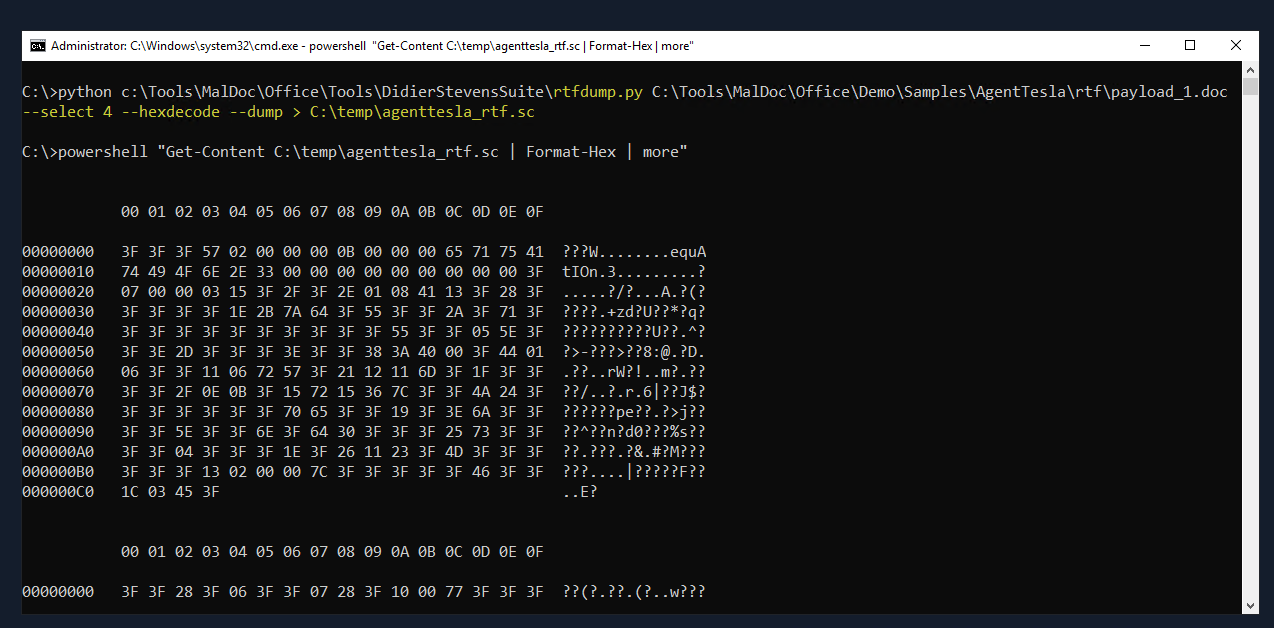 Administrator: C:\Windows\system32\cmd.exe - powershell "Get-Content C:\temp\agenttesla_rtf.sc | Format-Hex | more"
C:\>python c:\Tools\MalDoc\Office\Tools\DidierStevensSuite\rtfdump.py C:\Tools\MalDoc\Office\Demo\Samples\AgentTesla\rtf\payload_1.doc
--select 4 --hexdecode --dump > C:\temp\agenttesla_rtf.sc
C:\>powershell "Get-Content C:\temp\agenttesla_rtf.sc | Format-Hex | more"
00 01 02 03 04 05 06 07 08 09 0A 0B 0C 0D 0E 0F
00000000   3F 3F 3F 57 02 00 00 00 0B 00 00 00 65 71 75 41  ???W........equA
00000010   74 49 4F 6E 2E 33 00 00 00 00 00 00 00 00 00 3F  tIOn.3.........?
00000020   07 00 00 03 15 3F 2F 3F 2E 01 08 41 13 3F 28 3F  .....?/?...A.?(?
00000030   3F 3F 3F 3F 1E 2B 7A 64 3F 55 3F 3F 2A 3F 71 3F  ????.+zd?U??*?q?
00000040   3F 3F 3F 3F 3F 3F 3F 3F 3F 3F 55 3F 3F 05 5E 3F  ??????????U??.^?
00000050   3F 3E 2D 3F 3F 3F 3E 3F 3F 38 3A 40 00 3F 44 01  ?>-???>??8:@.?D.
00000060   06 3F 3F 11 06 72 57 3F 21 12 11 6D 3F 1F 3F 3F  .??..rW?!..m?.??
00000070   3F 3F 2F 0E 0B 3F 15 72 15 36 7C 3F 3F 4A 24 3F  ??/..?.r.6|??J$?
00000080   3F 3F 3F 3F 3F 3F 70 65 3F 3F 19 3F 3E 6A 3F 3F  ??????pe??.?>j??
00000090   3F 3F 5E 3F 3F 6E 3F 64 30 3F 3F 3F 25 73 3F 3F  ??^??n?d0???%s??
000000A0   3F 3F 04 3F 3F 3F 1E 3F 26 11 23 3F 4D 3F 3F 3F  ??.???.?&.#?M???
000000B0   3F 3F 3F 13 02 00 00 7C 3F 3F 3F 3F 3F 46 3F 3F  ???....|?????F??
000000C0   1C 03 45 3F                                      ..E?
00 01 02 03 04 05 06 07 08 09 0A 0B 0C 0D 0E 0F
00000000   3F 3F 28 3F 06 3F 3F 07 28 3F 10 00 77 3F 3F 3F  ??(?.??.(?..w???